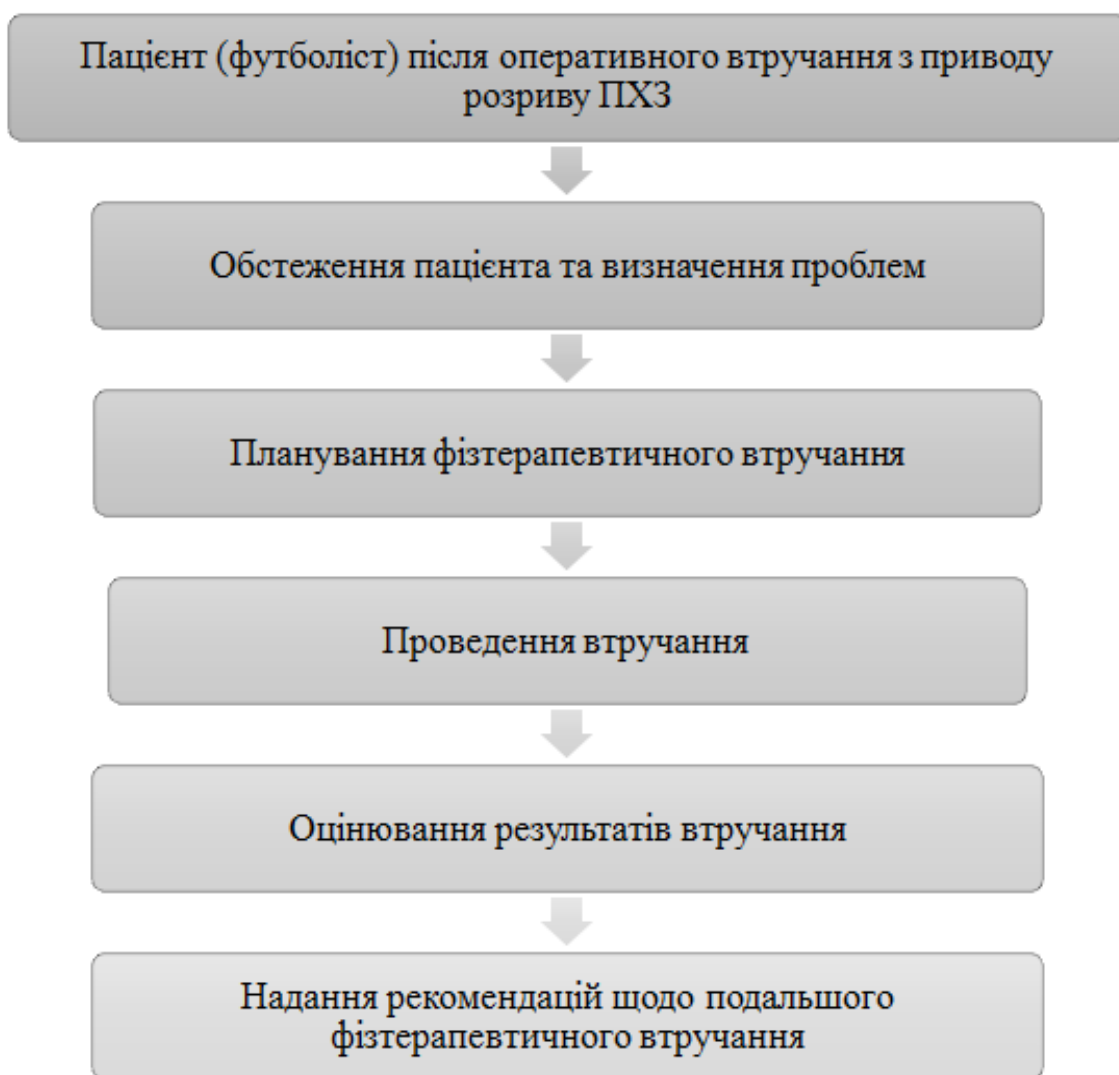 Пацієнт (футболіст) після оперативного втручання з приводу
розриву ПХЗ
Обстеження пацієнта та визначення проблем
Планування фізтерапевтичного втручання
Проведення втручання
Оцінювання результатів втручання
Надання рекомендацій щодо подальшого
фізтерапевтичного втручання